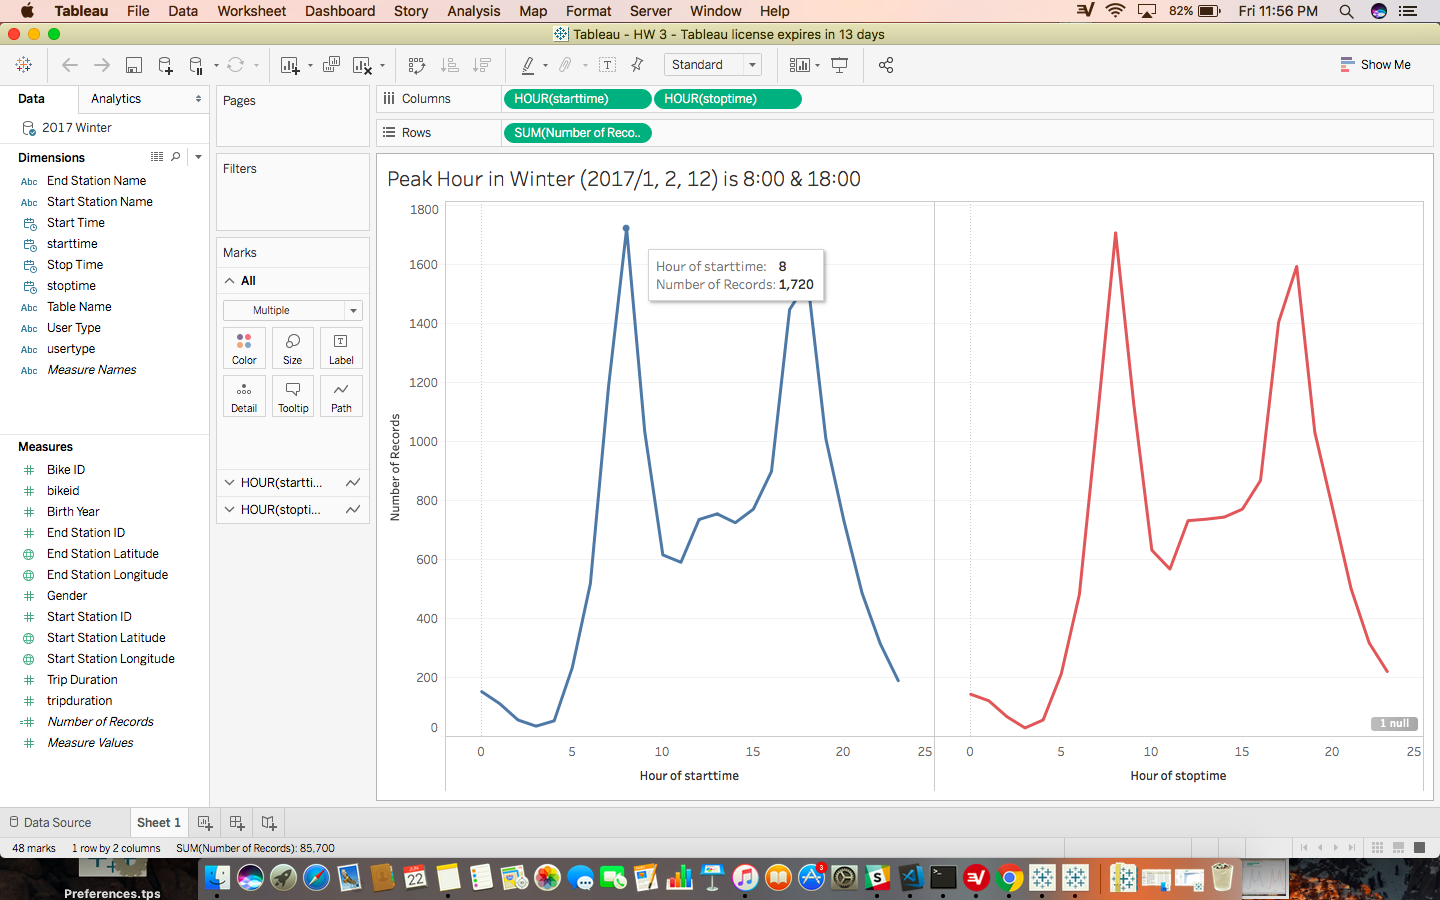 Tableau File Data Worksheet Dashboard Story Analysis Map Format Server Window Help 82% Fri 11:56 PM
Tableau - HW 3 - Tableau license expires in 13 days
Standard Show Me
Data Analytics
2017 Winter
Dimensions
Abc End Station Name
Abc Start Station Name
Start Time
starttime
Stop Time
stoptime
Abc Table Name
Abc User Type
Abc usertype
Abc Measure Names
Measures
Bike ID
bikeid
Birth Year
End Station ID
End Station Latitude
End Station Longitude
Gender
Start Station ID
Start Station Latitude
Start Station Longitude
Trip Duration
tripduration
Number of Records
Measure Values
Pages
Filters
Marks
All
Multiple
Color Size Label
Detail Tooltip Path
HOUR(startti...
HOUR(stopti...
Columns HOUR(starttime) HOUR(stoptime)
Rows SUM(Number of Reco..
Peak Hour in Winter (2017/1, 2, 12) is 8:00 & 18:00
1800
1600
1400
1200
1000
800
600
400
200
0
Number of Records
Hour of starttime: 8
Number of Records: 1,720
1 null
0 5 10 15 20 25 0 5 10 15 20 25
Hour of starttime Hour of stoptime
Data Source Sheet 1
48 marks 1 row by 2 columns SUM(Number of Records): 85,700
22
3
Preferences.tps